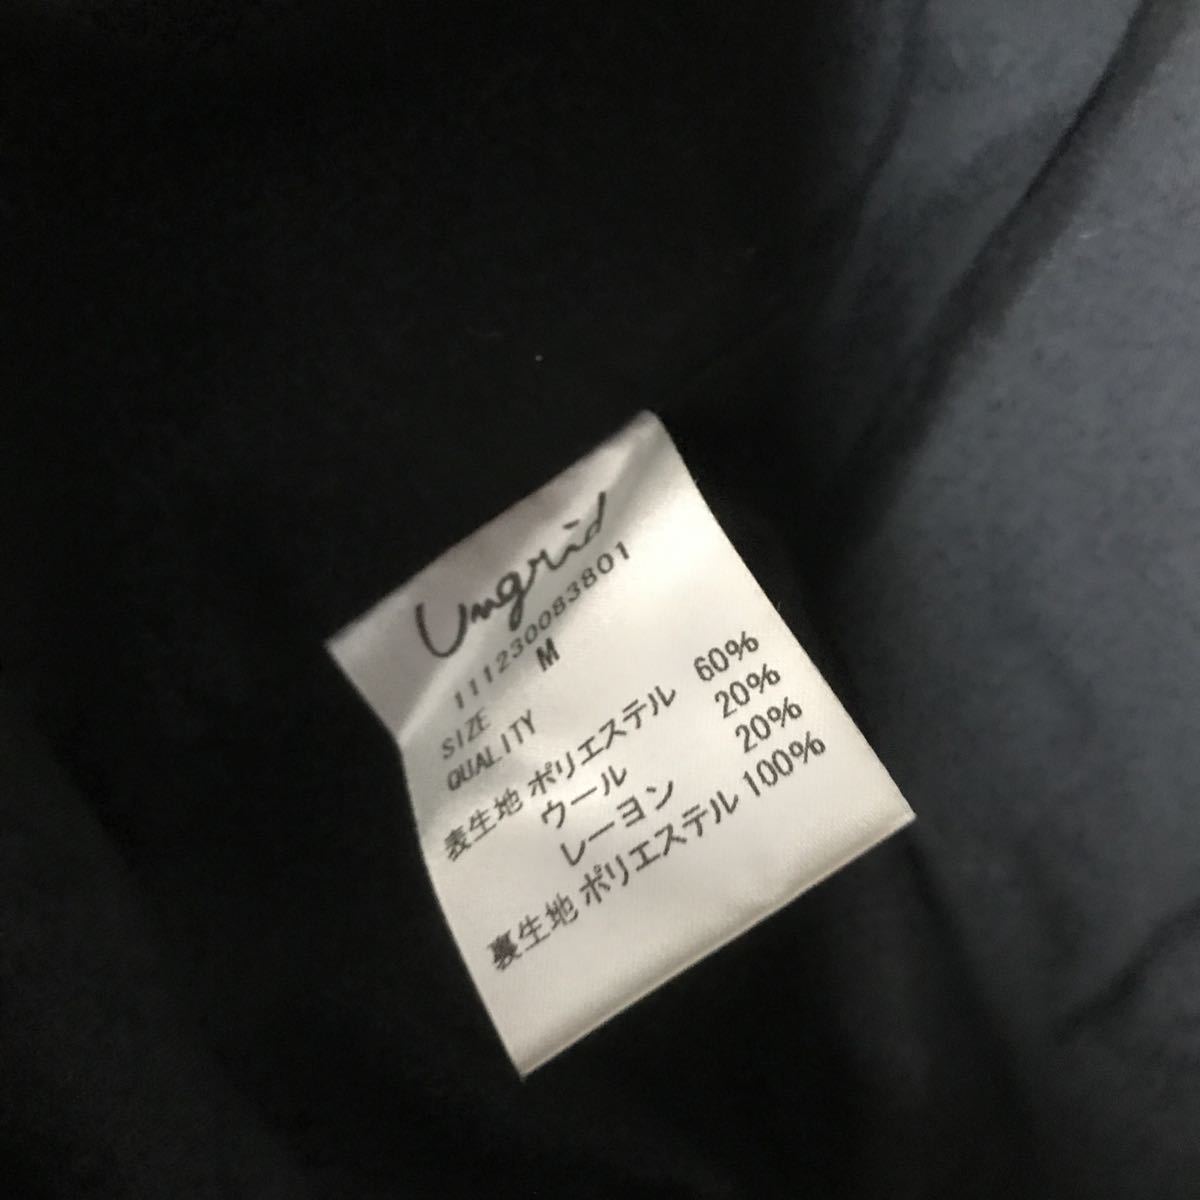 Ungrid
111230083801
SIZE M
QUALITY
表生地 ポリエステル 60%
ウール 20%
レーヨン 20%
裏生地 ポリエステル 100%